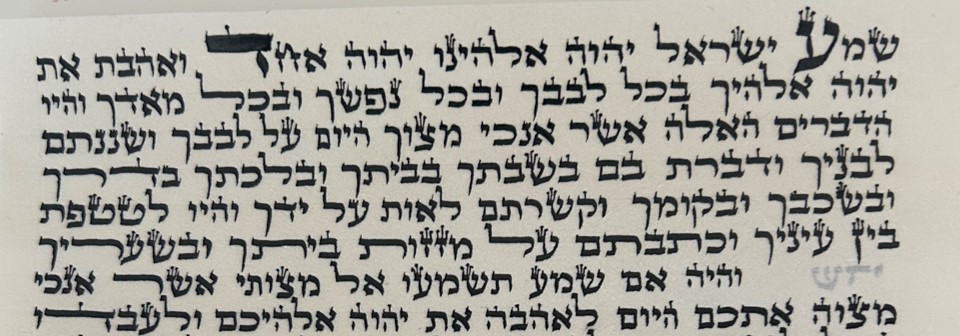 שמע ישראל יהוה אלהינו יהוה אחד ואהבת את
יהוה אלהיך בכל לבבך ובכל נפשך ובכל מאדך והיו
הדברים האלה אשר אנכי מצוך היום על לבבך ושננתם
לבניך ודברת בם בשבתך בביתך ובלכתך בדרך
ובשכבך ובקומך וקשרתם לאות על ידך והיו לטטפת
בין עיניך וכתבתם על מזזות ביתך ובשעריך
והיה אם שמע תשמעו אל מצותי אשר אנכי
מצוה אתכם היום לאהבה את יהוה אלהיכם ולעבדו